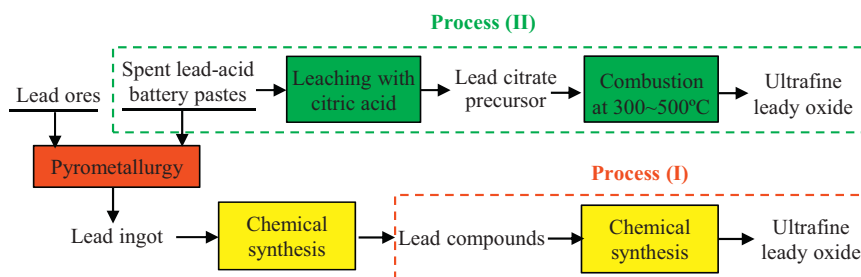 Process (II)
Lead ores
Spent lead-acid
battery pastes
Leaching with
citric acid
Lead citrate
precursor
Combustion
at 300~500ºC
Ultrafine
leady oxide
Pyrometallurgy
Process (I)
Lead ingot
Chemical
synthesis
Lead compounds
Chemical
synthesis
Ultrafine
leady oxide